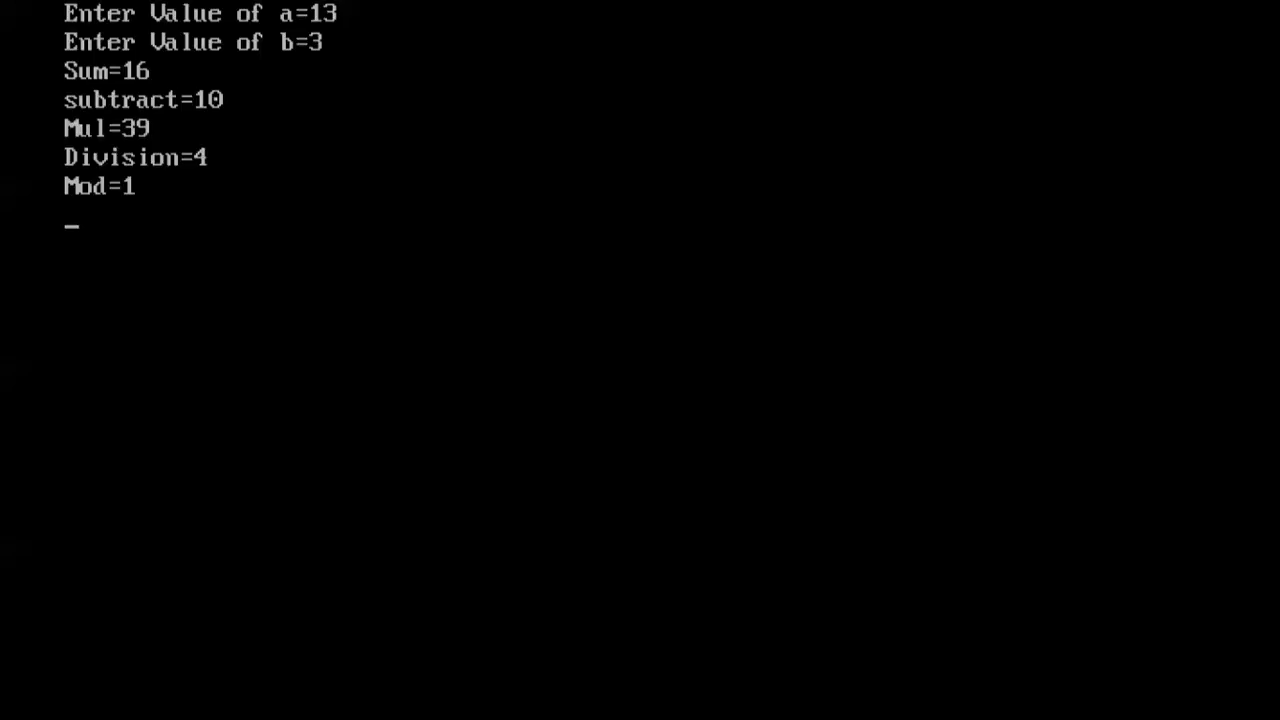 Enter Value of a=13
Enter Value of b=3
Sum=16
subtract=10
Mul=39
Division=4
Mod=1
_